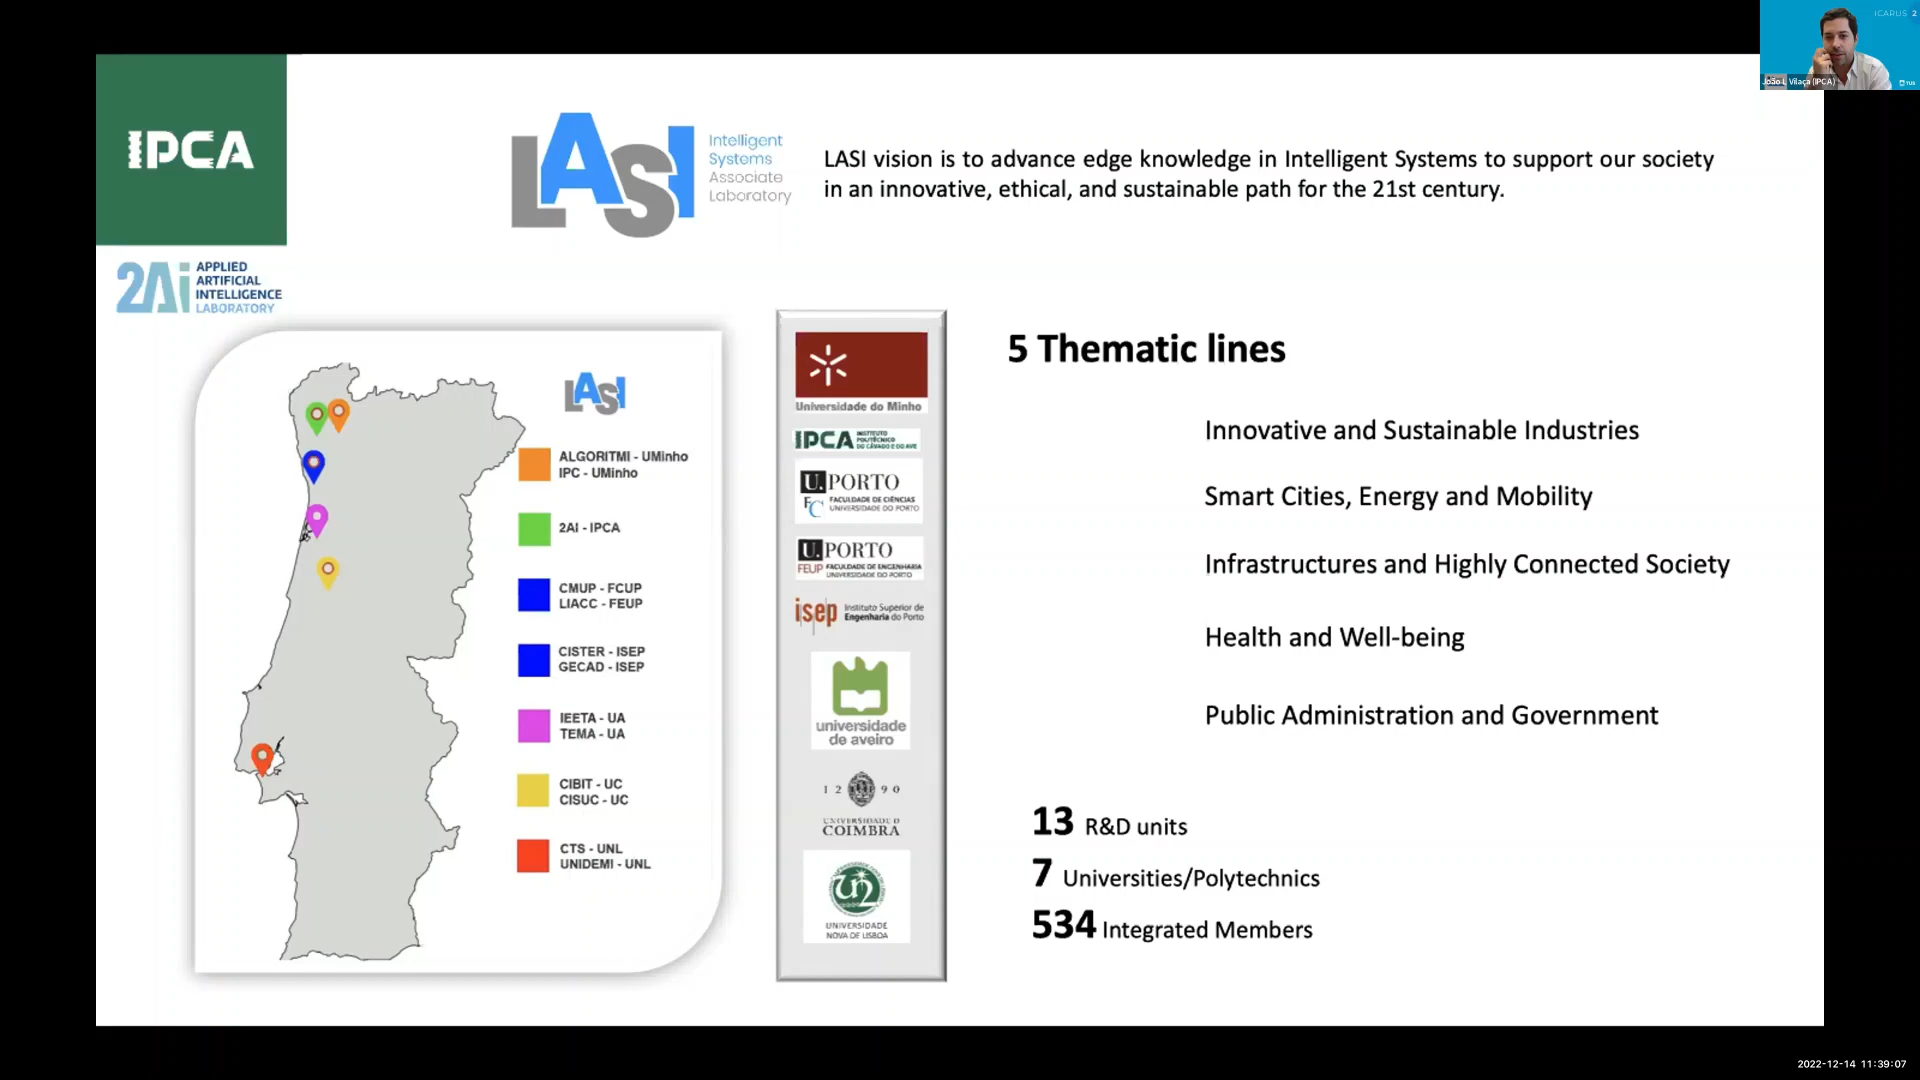 ICARUS 2
João L Vilaça (IPCA)
IPCA
LASI
Intelligent
Systems
Associate
Laboratory
LASI vision is to advance edge knowledge in Intelligent Systems to support our society
in an innovative, ethical, and sustainable path for the 21st century.
2Ai
APPLIED
ARTIFICIAL
INTELLIGENCE
LABORATORY
LASI
ALGORITMI - UMinho
IPC - UMinho
2AI - IPCA
CMUP - FCUP
LIACC - FEUP
CISTER - ISEP
GECAD - ISEP
IEETA - UA
TEMA - UA
CIBIT - UC
CISUC - UC
CTS - UNL
UNIDEMI - UNL
Universidade do Minho
IPCA INSTITUTO
POLITÉCNICO
DO CÁVADO E DO AVE
U. PORTO
FC FACULDADE DE CIÊNCIAS
UNIVERSIDADE DO PORTO
U. PORTO
FEUP FACULDADE DE ENGENHARIA
UNIVERSIDADE DO PORTO
isep Instituto Superior de
Engenharia do Porto
universidade
de aveiro
12 90
UNIVERSIDADE D
COIMBRA
UNIVERSIDADE
NOVA DE LISBOA
5 Thematic lines
Innovative and Sustainable Industries
Smart Cities, Energy and Mobility
Infrastructures and Highly Connected Society
Health and Well-being
Public Administration and Government
13 R&D units
7 Universities/Polytechnics
534 Integrated Members
2022-12-14 11:39:07